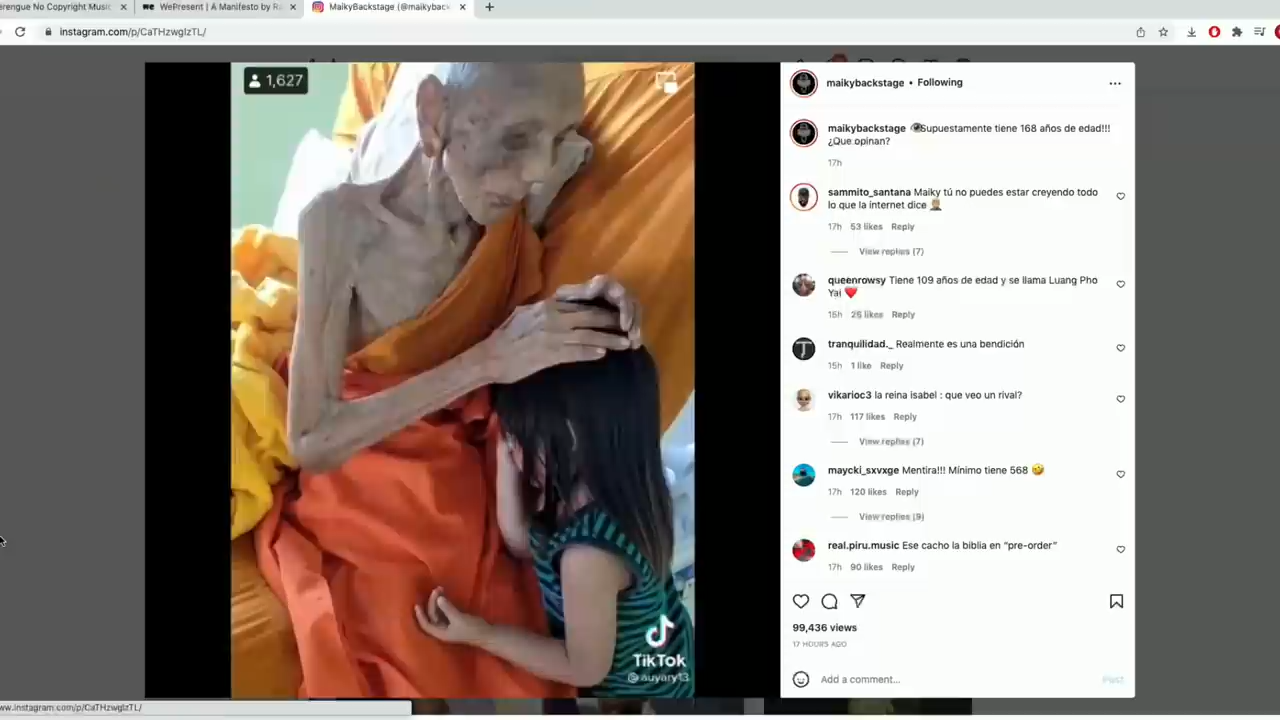 erengue No Copyright Music
WePresent | A Manifesto by Ra
MaikyBackstage (@maikybac
instagram.com/p/CaTHzwgIzTL/
1,627
maikybackstage • Following
maikybackstage 👁Supuestamente tiene 168 años de edad!!!
¿Que opinan?
17h
sammito_santana Maiky tú no puedes estar creyendo todo
lo que la internet dice 🤦🏽‍♂️
17h 53 likes Reply
View replies (7)
queenrowsy Tiene 109 años de edad y se llama Luang Pho
Yai ❤️
15h 25 likes Reply
tranquilidad._ Realmente es una bendición
15h 1 like Reply
vikarioc3 la reina isabel : que veo un rival?
17h 117 likes Reply
View replies (7)
maycki_sxvxge Mentira!!! Mínimo tiene 568 🤣
17h 120 likes Reply
View replies (9)
real.piru.music Ese cacho la biblia en “pre-order”
17h 90 likes Reply
99,436 views
17 HOURS AGO
Add a comment...
Post
TikTok
@auyary13
ww.instagram.com/p/CaTHzwgIzTL/